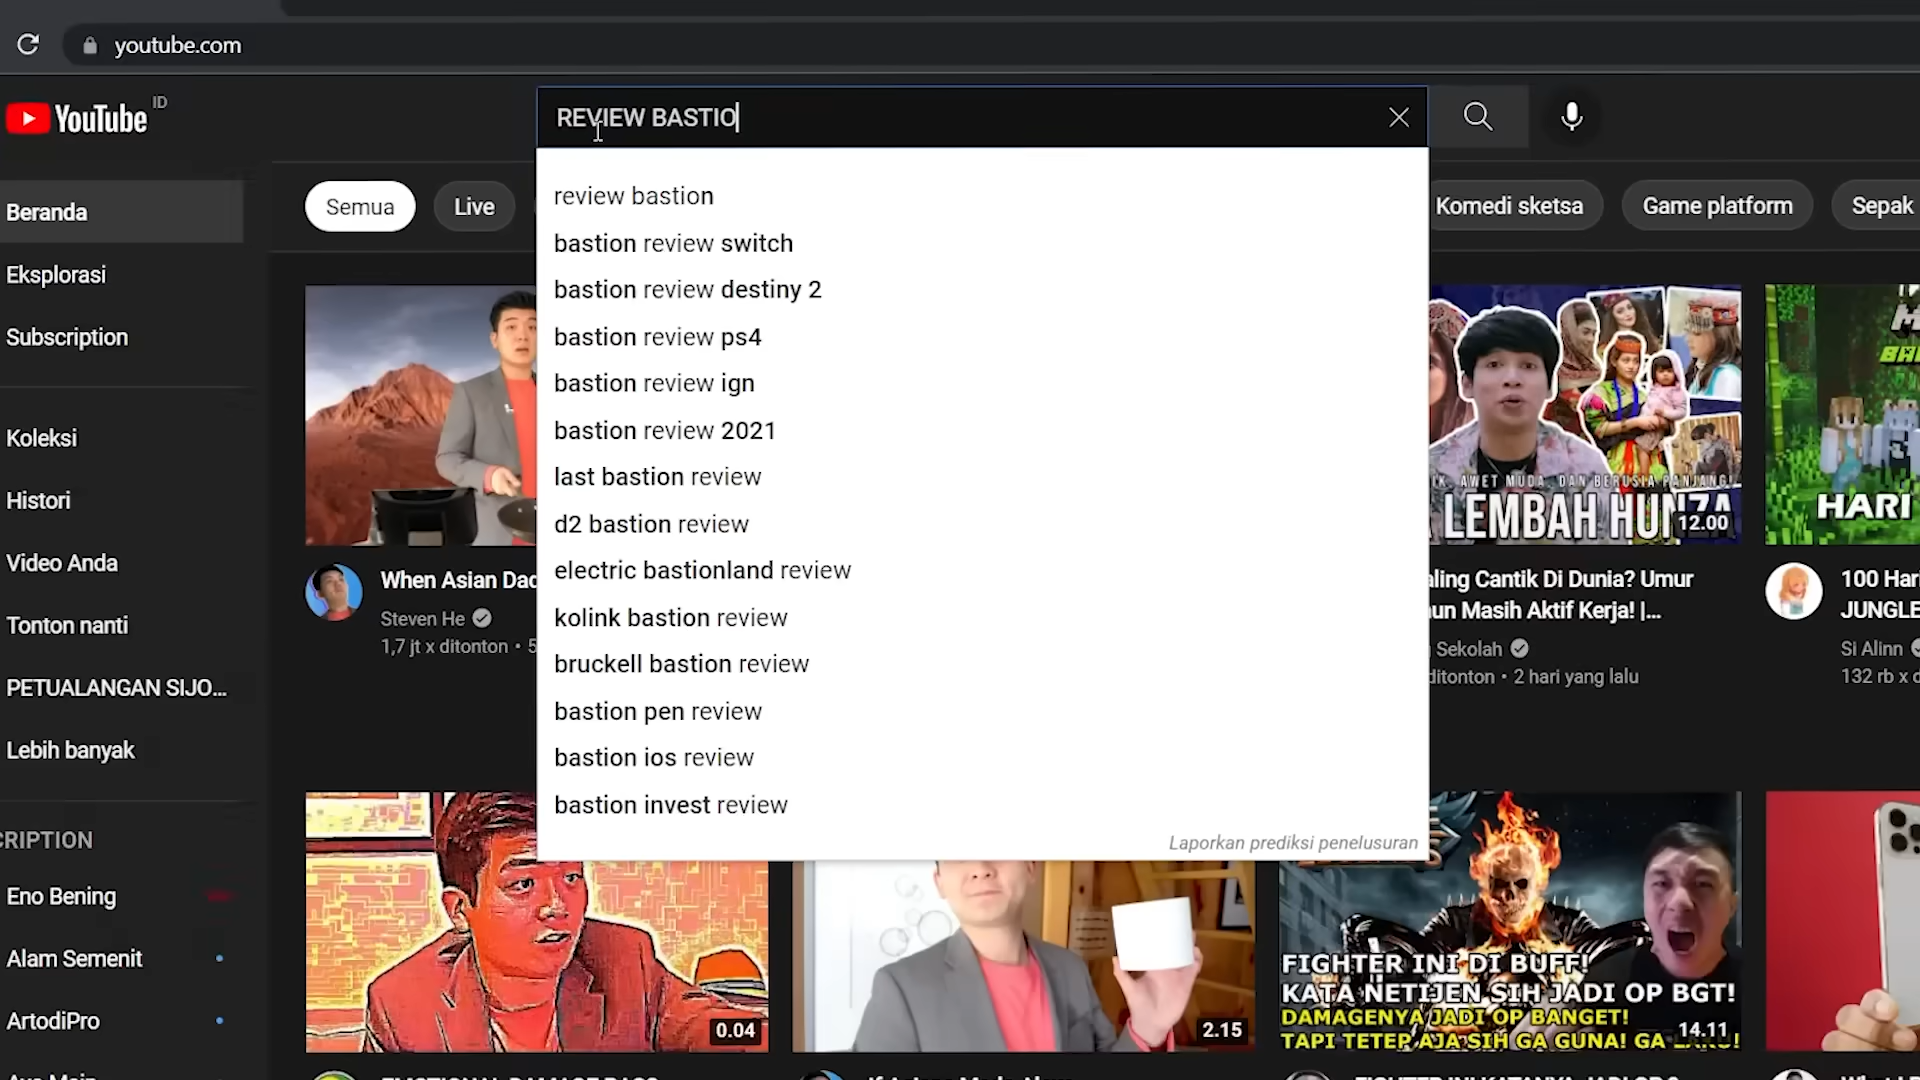 youtube.com
YouTube ID
REVIEW BASTIO
review bastion
bastion review switch
bastion review destiny 2
bastion review ps4
bastion review ign
bastion review 2021
last bastion review
d2 bastion review
electric bastionland review
kolink bastion review
bruckell bastion review
bastion pen review
bastion ios review
bastion invest review
Laporkan prediksi penelusuran
Beranda
Eksplorasi
Subscription
Koleksi
Histori
Video Anda
Tonton nanti
PETUALANGAN SIJO...
Lebih banyak
CRIPTION
Eno Bening
Alam Semenit
ArtodiPro
Semua
Live
Komedi sketsa
Game platform
Sepak
When Asian Dad
Steven He
1,7 jt x ditonton • 5
AWET MUDA DAN BERUSIA PANJANG!
LEMBAH HUNZA
12.00
aling Cantik Di Dunia? Umur
un Masih Aktif Kerja! |...
Sekolah
ditonton • 2 hari yang lalu
HARI
100 Hari
JUNGLE
Si Alinn
132 rb x d
0.04
2.15
FIGHTER INI DI BUFF!
KATA NETIJEN SIH JADI OP BGT!
DAMAGENYA JADI OP BANGET!
TAPI TETEP AJA SIH GA GUNA! GA
14.11